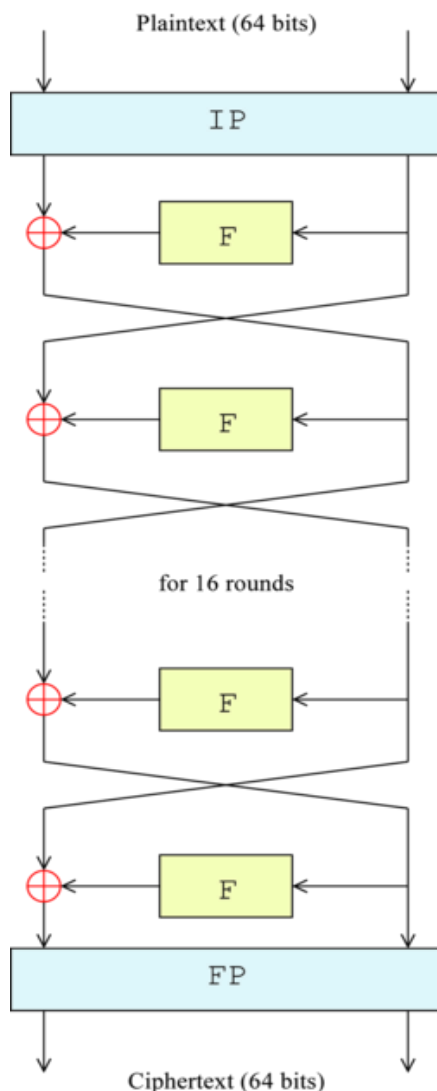 Plaintext (64 bits)
IP
F
F
for 16 rounds
F
F
FP
Ciphertext (64 bits)